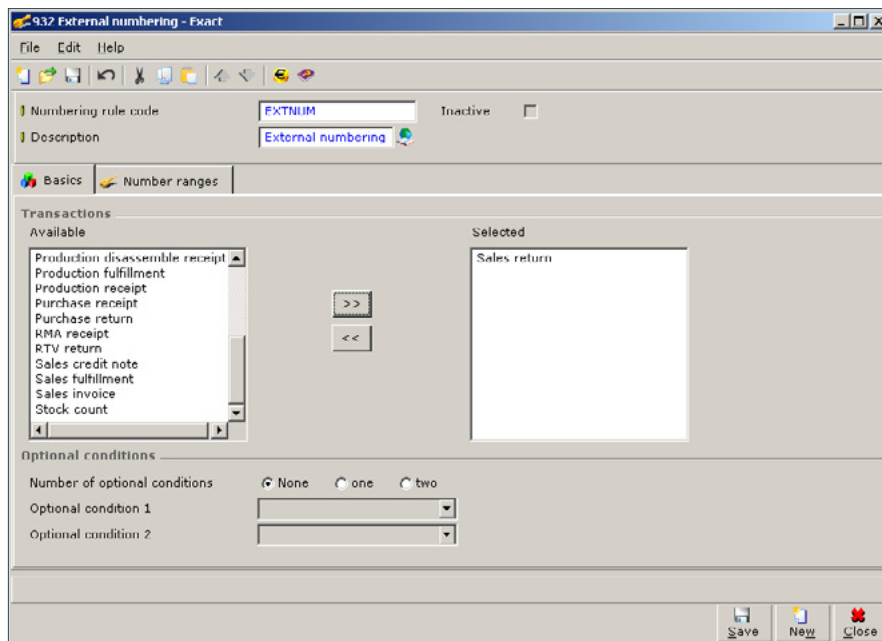 932 External numbering - Exact
File Edit Help
Numbering rule code EXTNUM Inactive
Description External numbering
Basics Number ranges
Transactions
Available Selected
Production disassemble receipt Sales return
Production fulfillment
Production receipt
Purchase receipt
Purchase return
RMA receipt
RTV return
Sales credit note
Sales fulfillment
Sales invoice
Stock count
>>
<<
Optional conditions
Number of optional conditions None one two
Optional condition 1
Optional condition 2
Save New Close